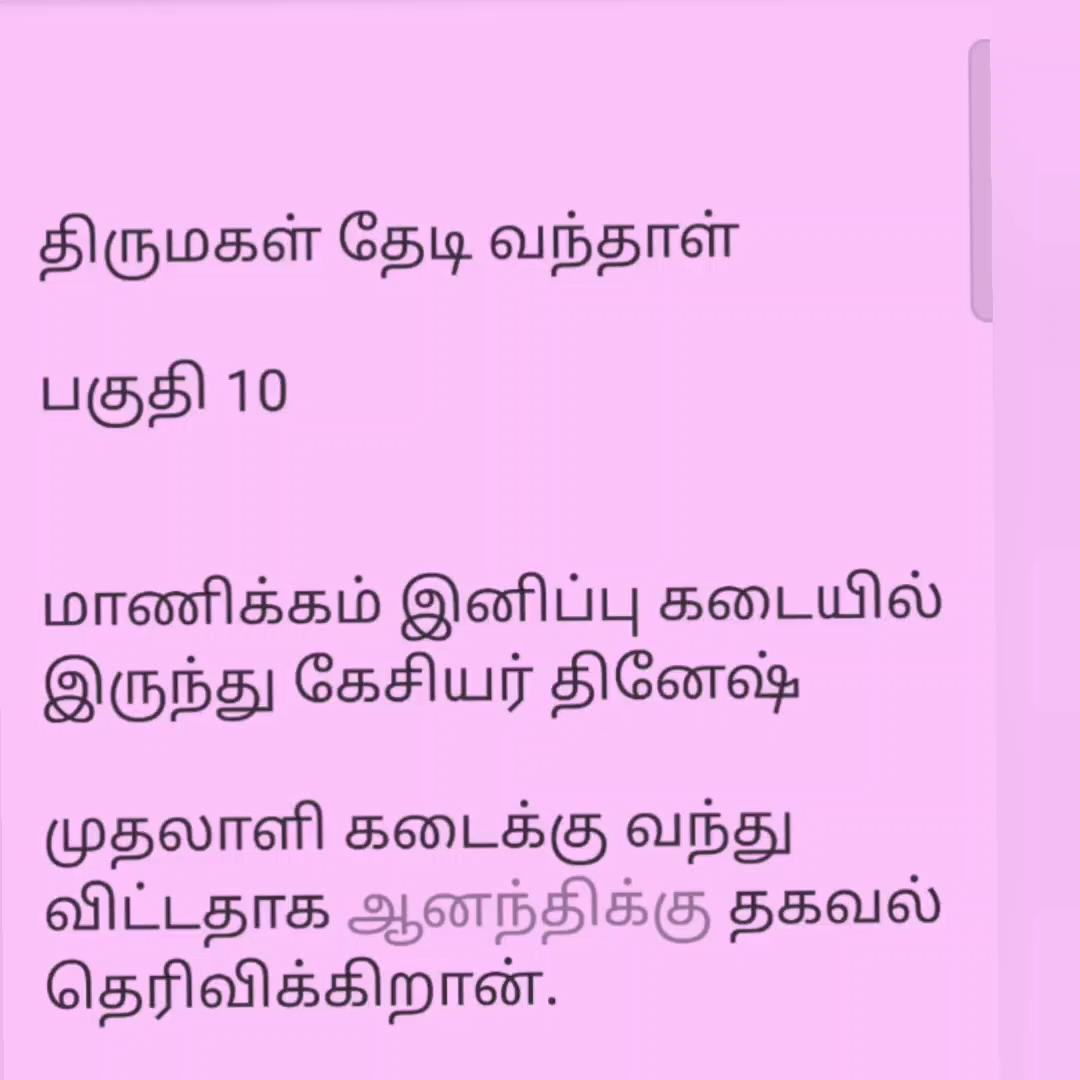 திருமகள் தேடி வந்தாள்
பகுதி 10
மாணிக்கம் இனிப்பு கடையில்
இருந்து கேசியர் தினேஷ்
முதலாளி கடைக்கு வந்து
விட்டதாக ஆனந்திக்கு தகவல்
தெரிவிக்கிறான்.